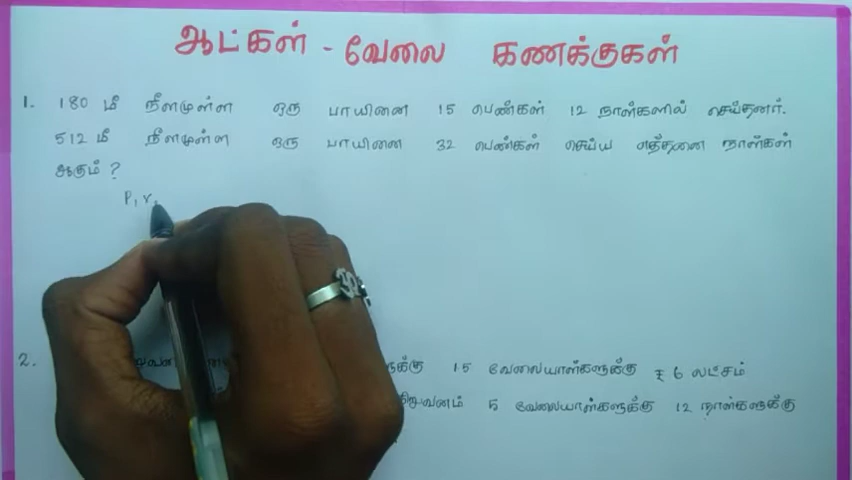 ஆட்கள் - வேலை கணக்குகள்
1. 180 மீ நீளமுள்ள ஒரு பாயினை 15 பெண்கள் 12 நாள்களில் செய்தனர்.
512 மீ நீளமுள்ள ஒரு பாயினை 32 பெண்கள் செய்ய எத்தனை நாள்கள்
ஆகும் ?
P₁ Y₁
2. 15 வேலையாள்களுக்கு ₹ 6 லட்சம்
5 வேலையாள்களுக்கு 12 நாள்களுக்கு